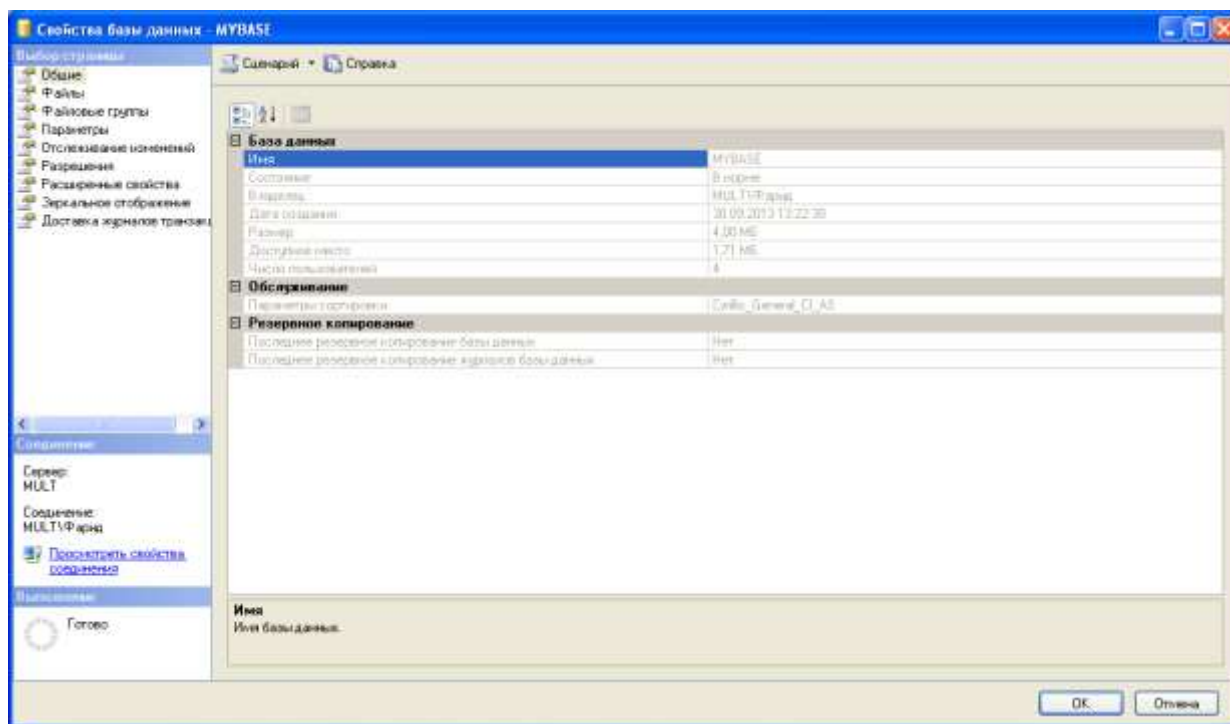 Свойства базы данных - MYBASE
Выбор страницы
Общие
Файлы
Файловые группы
Параметры
Отслеживание изменений
Разрешения
Расширенные свойства
Зеркальное отображение
Доставка журналов транзакц
Сценарий
Справка
База данных
Имя MYBASE
Состояние В норме
Владелец MULT\Фарид
Дата создания 30.09.2013 13:22:30
Размер 4,00 МБ
Доступное место 1,71 МБ
Число пользователей 4
Обслуживание
Параметры сортировки Cyrillic_General_CI_AS
Резервное копирование
Последнее резервное копирование базы данных Нет
Последнее резервное копирование журналов базы данных Нет
Соединение
Сервер:
MULT
Соединение:
MULT\Фарид
Просмотреть свойства
соединения
Выполнение
Готово
Имя
Имя базы данных.
ОК
Отмена